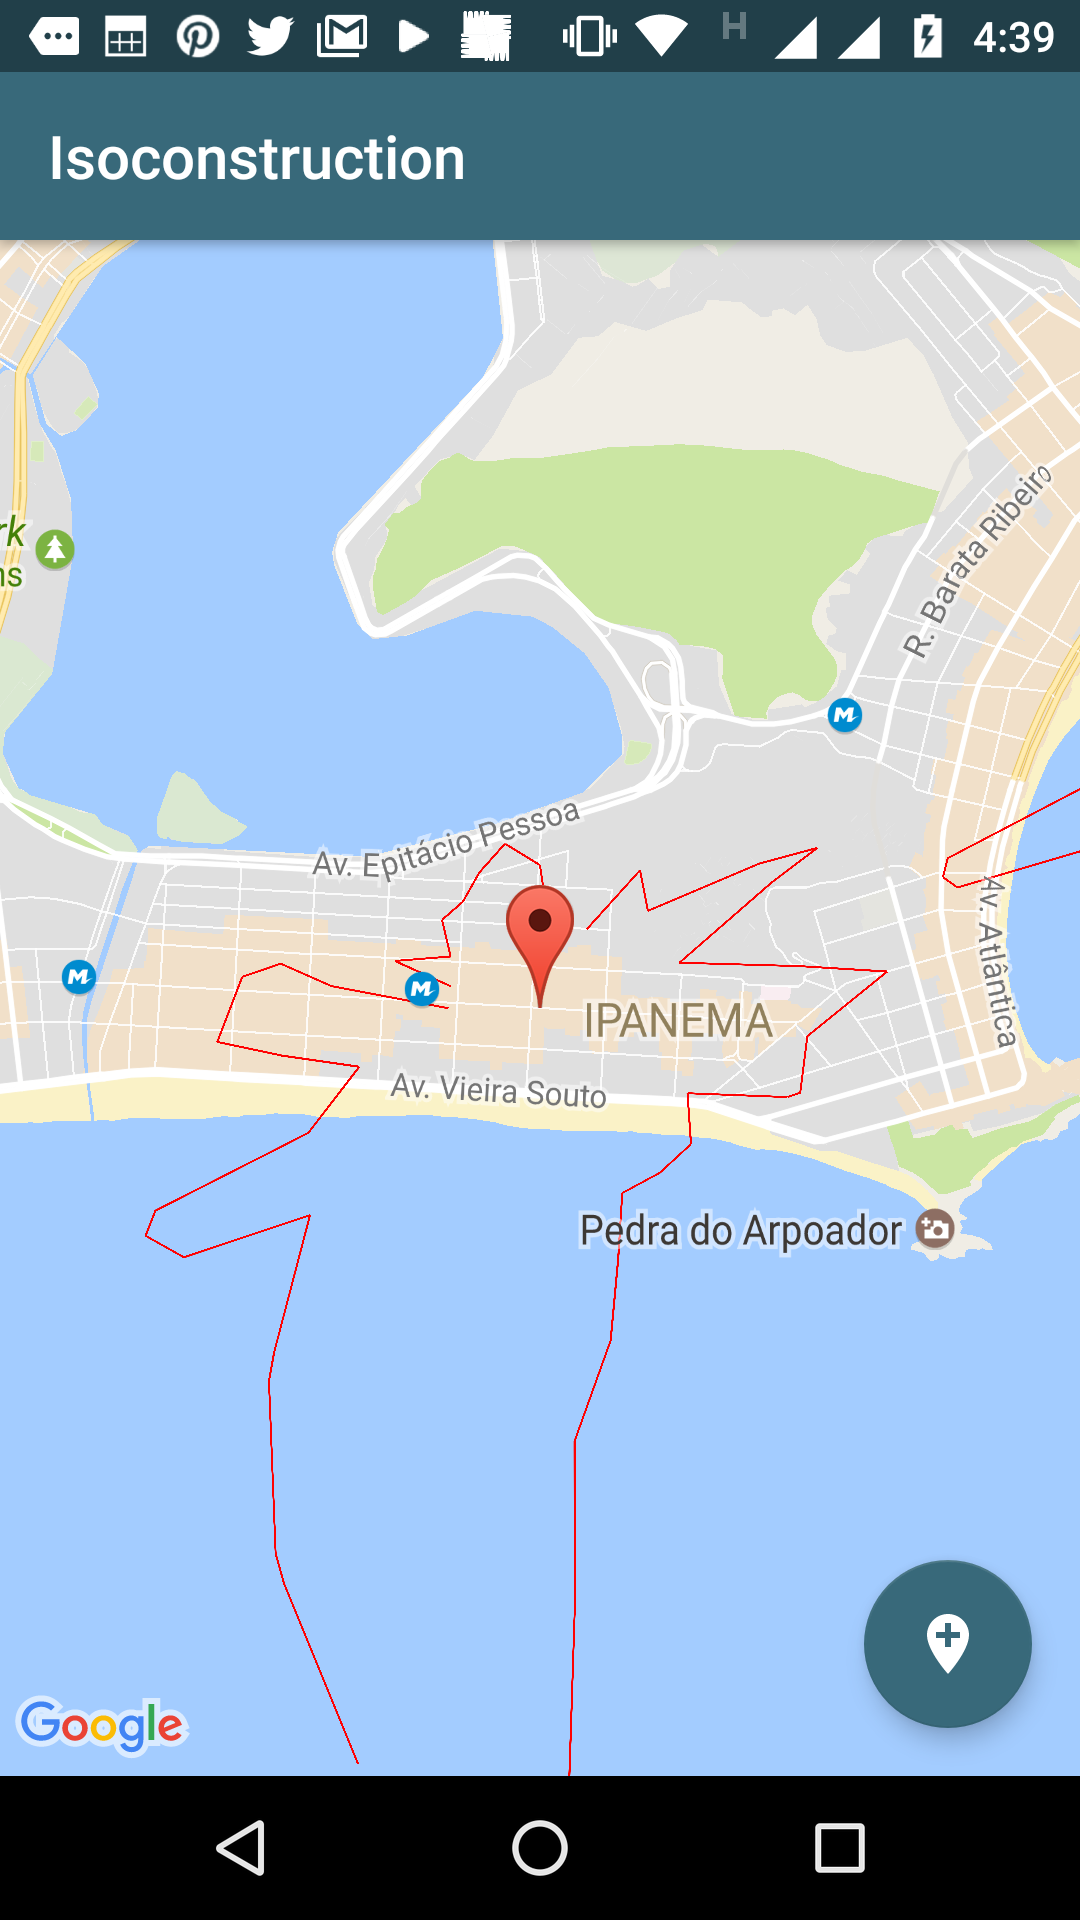 H
4:39
Isoconstruction
R. Barata Ribeiro
rk
ns
Av. Epitácio Pessoa
Av. Atlântica
IPANEMA
Av. Vieira Souto
Pedra do Arpoador
Google